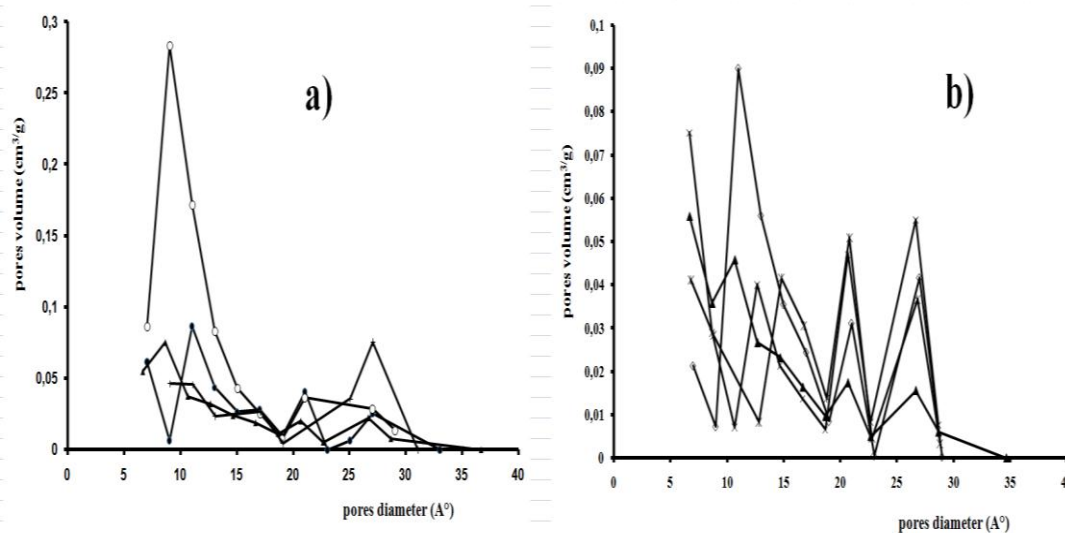 a)
0,3
0,25
0,2
0,15
0,1
0,05
0
0 5 10 15 20 25 30 35 40
pores volume (cm³/g)
pores diameter (A°)
b)
0,1
0,09
0,08
0,07
0,06
0,05
0,04
0,03
0,02
0,01
0
0 5 10 15 20 25 30 35
pores volume (cm³/g)
pores diameter (A°)